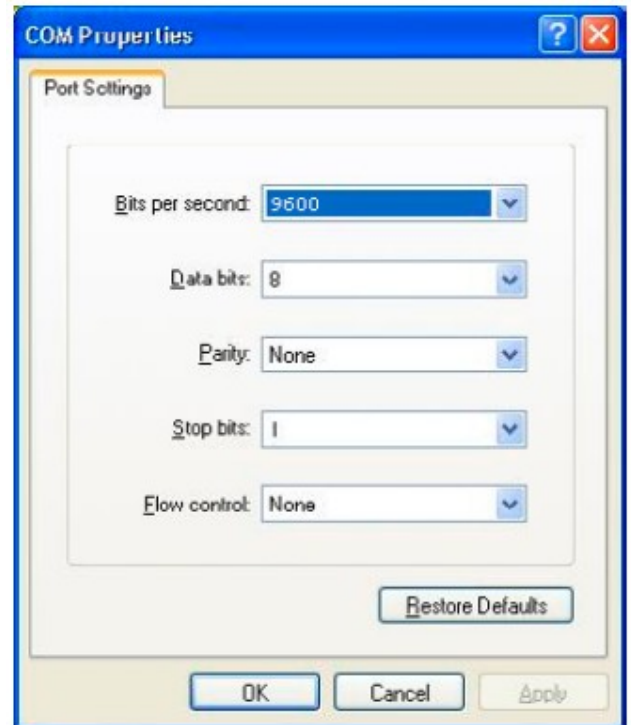 COM Properties
Port Settings
Bits per second: 9600
Data bits: 8
Parity: None
Stop bits: 1
Flow control: None
Restore Defaults
OK Cancel Apply